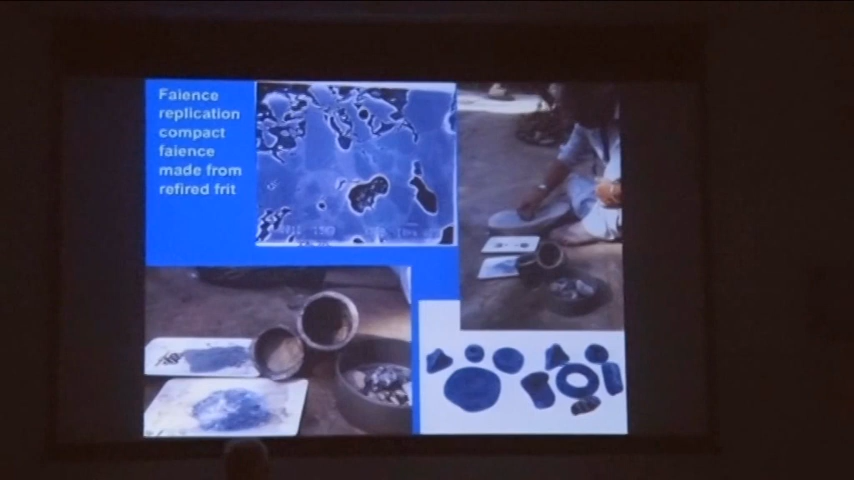 Faience
replication
compact
faience
made from
refired frit